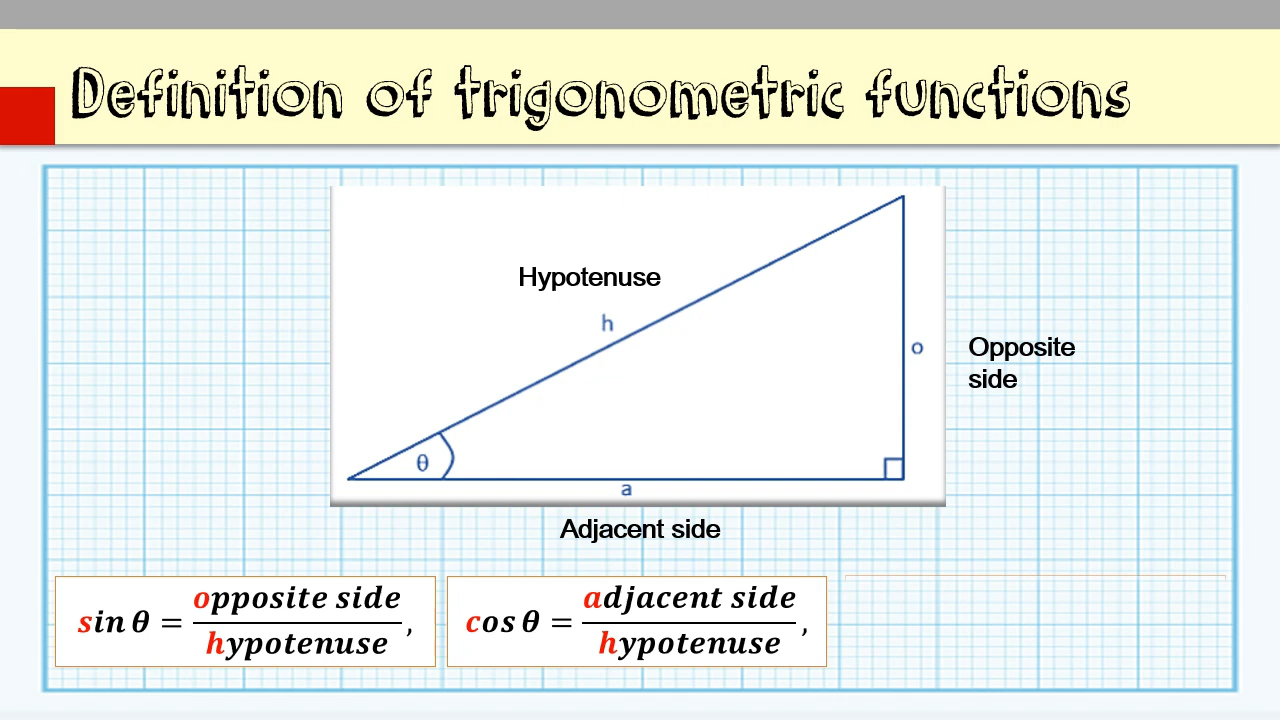 Definition of trigonometric functions
Hypotenuse
h
o
Opposite
side
θ
a
Adjacent side
sin θ = opposite side / hypotenuse,
cos θ = adjacent side / hypotenuse,